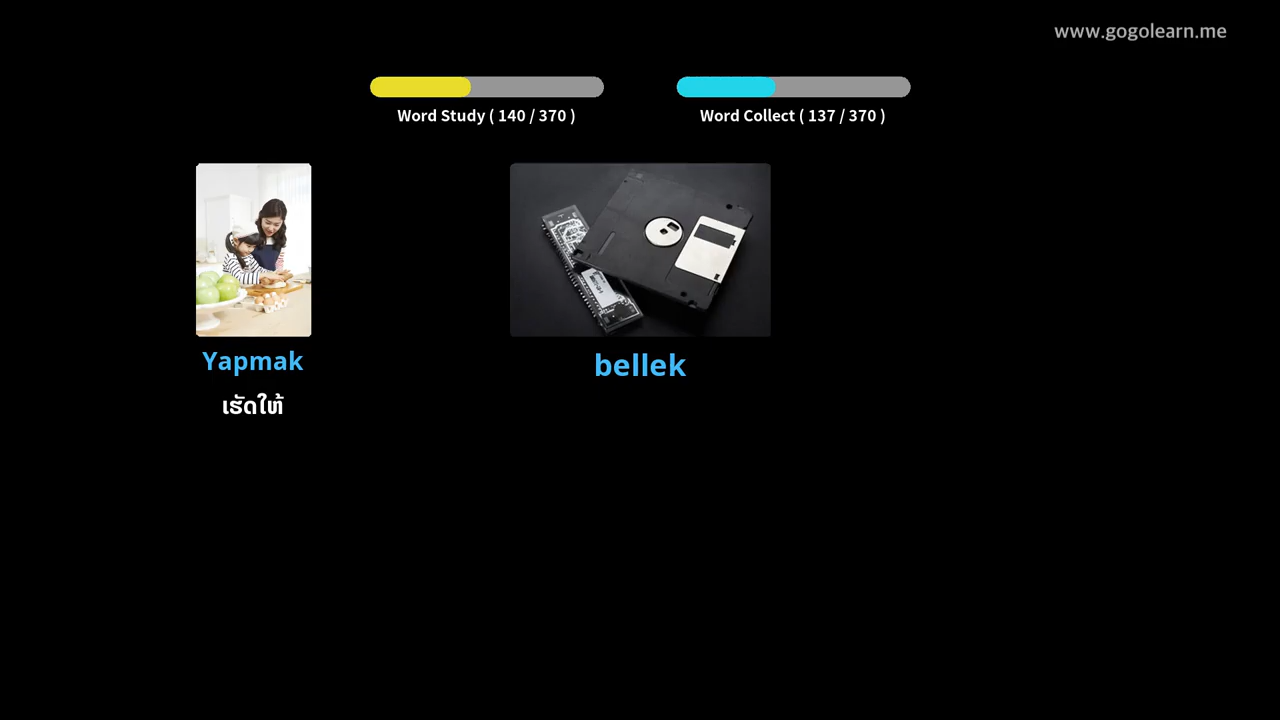 www.gogolearn.me
Word Study ( 140 / 370 )
Word Collect ( 137 / 370 )
Yapmak
bellek
ເຮັດໃຫ້